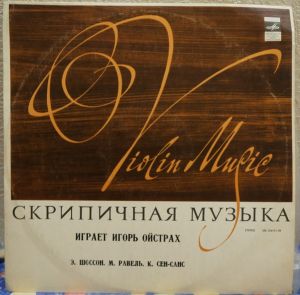 Violin Music
СКРИПИЧНАЯ МУЗЫКА
ИГРАЕТ ИГОРЬ ОЙСТРАХ
Э. ШОССОН, М. РАВЕЛЬ, К. СЕН-САНС